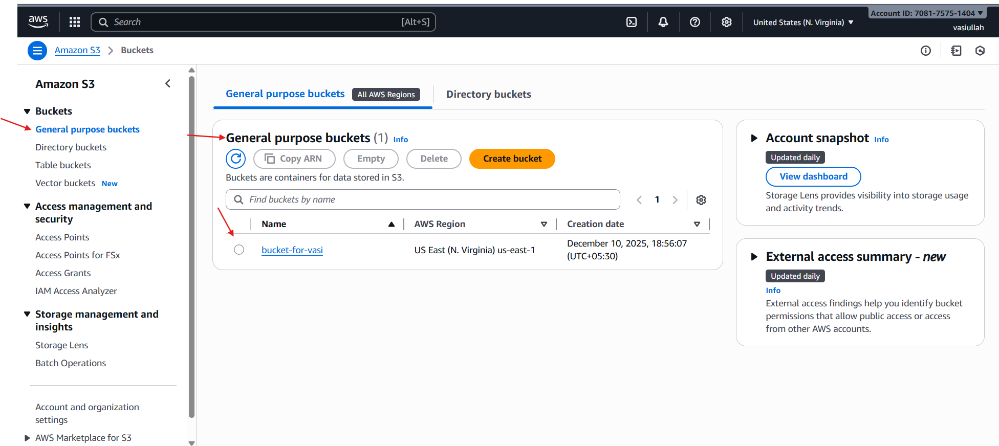 aws
Search [Alt+S]
United States (N. Virginia)
Account ID: 7081-7575-1404
vasiullah
Amazon S3 > Buckets
Amazon S3
Buckets
General purpose buckets
Directory buckets
Table buckets
Vector buckets New
Access management and
security
Access Points
Access Points for FSx
Access Grants
IAM Access Analyzer
Storage management and
insights
Storage Lens
Batch Operations
Account and organization
settings
AWS Marketplace for S3
General purpose buckets All AWS Regions
Directory buckets
General purpose buckets (1) Info
Copy ARN
Empty
Delete
Create bucket
Buckets are containers for data stored in S3.
Find buckets by name
1
Name AWS Region Creation date
bucket-for-vasi US East (N. Virginia) us-east-1 December 10, 2025, 18:56:07
(UTC+05:30)
Account snapshot Info
Updated daily
View dashboard
Storage Lens provides visibility into storage usage
and activity trends.
External access summary - new
Updated daily
Info
External access findings help you identify bucket
permissions that allow public access or access
from other AWS accounts.